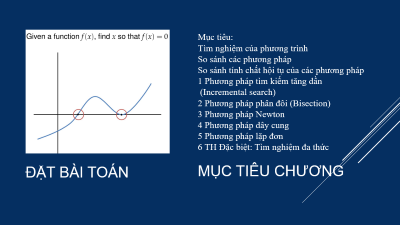 Given a function f(x), find x so that f(x) = 0
ĐẶT BÀI TOÁN
Mục tiêu:
Tìm nghiệm của phương trình
So sánh các phương pháp
So sánh tính chất hội tụ của các phương pháp
1 Phương pháp tìm kiếm tăng dần
(Incremental search)
2 Phương pháp phân đôi (Bisection)
3 Phương pháp Newton
4 Phương pháp dây cung
5 Phương pháp lặp đơn
6 TH Đặc biệt: Tìm nghiệm đa thức
MỤC TIÊU CHƯƠNG